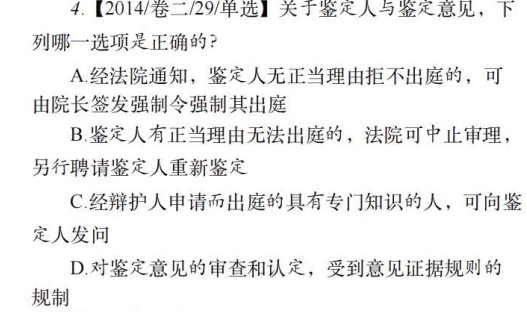 4.【2014/卷二/29/单选】关于鉴定人与鉴定意见，下
列哪一选项是正确的？
A.经法院通知，鉴定人无正当理由拒不出庭的，可
由院长签发强制令强制其出庭
B.鉴定人有正当理由无法出庭的，法院可中止审理，
另行聘请鉴定人重新鉴定
C.经辩护人申请而出庭的具有专门知识的人，可向鉴
定人发问
D.对鉴定意见的审查和认定，受到意见证据规则的
规制